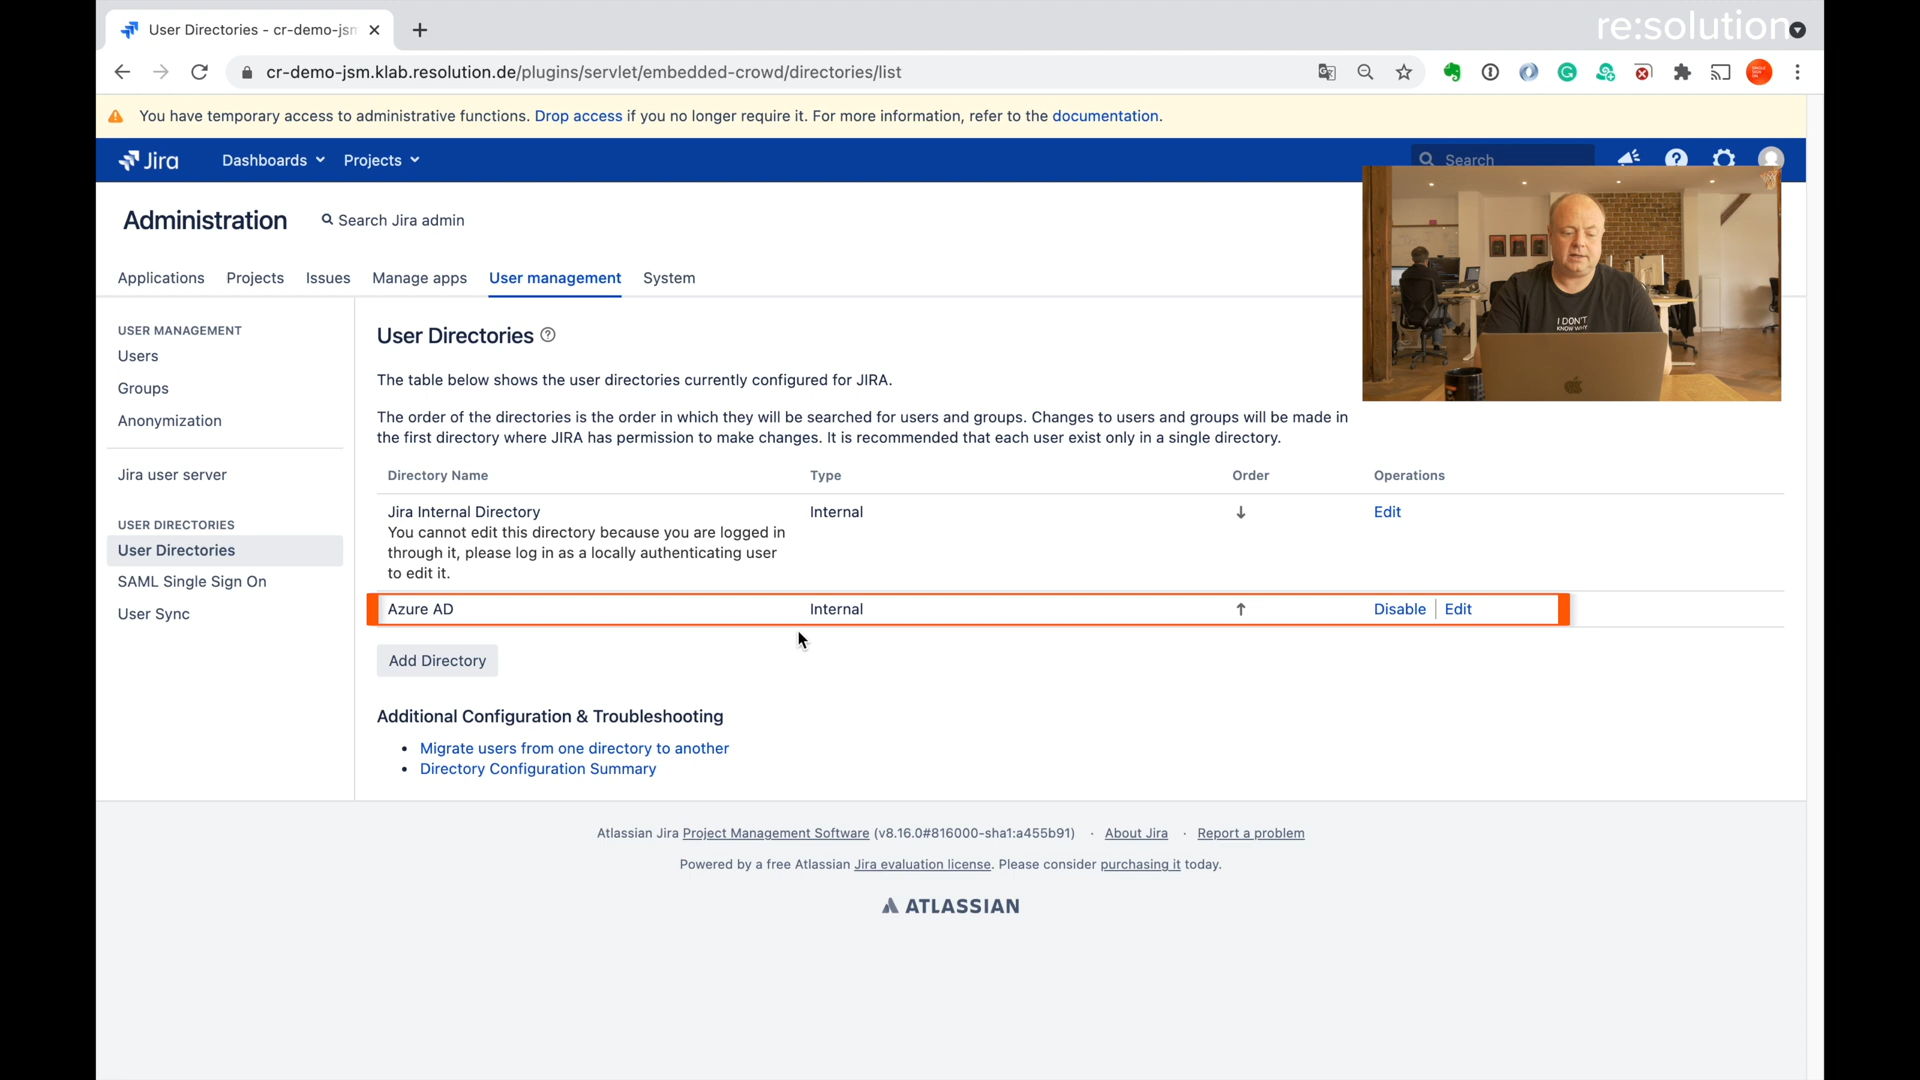 User Directories - cr-demo-jsm
re:solution
cr-demo-jsm.klab.resolution.de/plugins/servlet/embedded-crowd/directories/list
You have temporary access to administrative functions. Drop access if you no longer require it. For more information, refer to the documentation.
Jira
Dashboards
Projects
Search
Administration
Search Jira admin
Applications
Projects
Issues
Manage apps
User management
System
I DON'T
KNOW WHY
USER MANAGEMENT
Users
Groups
Anonymization
Jira user server
USER DIRECTORIES
User Directories
SAML Single Sign On
User Sync
User Directories
The table below shows the user directories currently configured for JIRA.
The order of the directories is the order in which they will be searched for users and groups. Changes to users and groups will be made in
the first directory where JIRA has permission to make changes. It is recommended that each user exist only in a single directory.
Directory Name Type Order Operations
Jira Internal Directory Internal Edit
You cannot edit this directory because you are logged in
through it, please log in as a locally authenticating user
to edit it.
Azure AD Internal Disable Edit
Add Directory
Additional Configuration & Troubleshooting
• Migrate users from one directory to another
• Directory Configuration Summary
Atlassian Jira Project Management Software (v8.16.0#816000-sha1:a455b91) · About Jira · Report a problem
Powered by a free Atlassian Jira evaluation license. Please consider purchasing it today.
ATLASSIAN